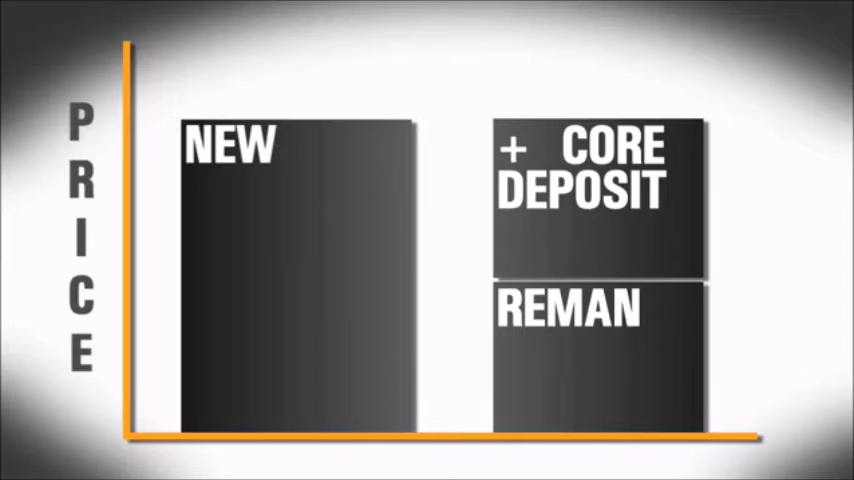 PRICE
NEW
+ CORE
DEPOSIT
REMAN